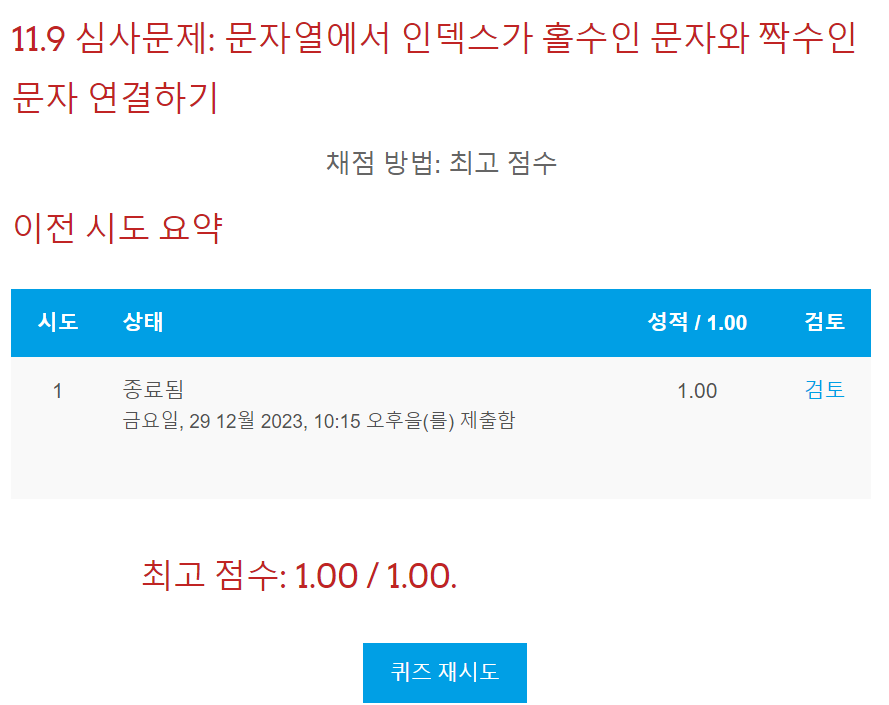 11.9 심사문제: 문자열에서 인덱스가 홀수인 문자와 짝수인
문자 연결하기
채점 방법: 최고 점수
이전 시도 요약
시도 상태 성적 / 1.00 검토
1 종료됨 1.00 검토
금요일, 29 12월 2023, 10:15 오후을(를) 제출함
최고 점수: 1.00 / 1.00.
퀴즈 재시도